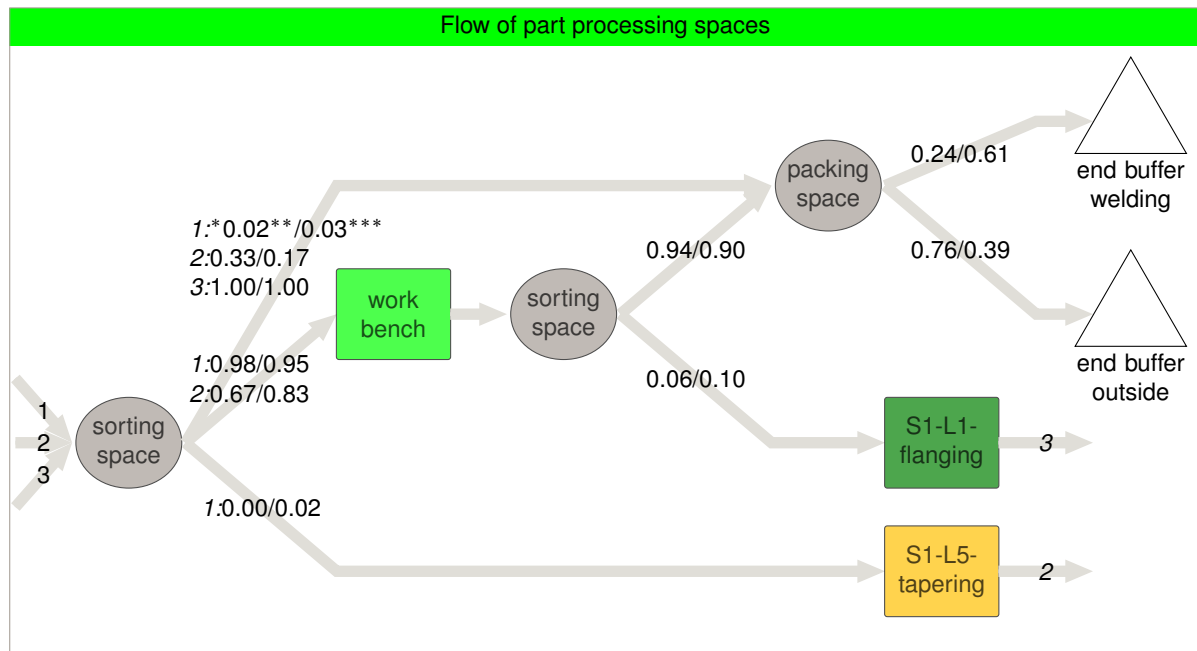 Flow of part processing spaces
0.24/0.61
packing
space
end buffer
welding
1:*0.02**/0.03***
2:0.33/0.17
3:1.00/1.00
0.94/0.90
0.76/0.39
work
bench
sorting
space
1:0.98/0.95
2:0.67/0.83
0.06/0.10
end buffer
outside
1
2
3
sorting
space
S1-L1-
flanging
3
1:0.00/0.02
S1-L5-
tapering
2